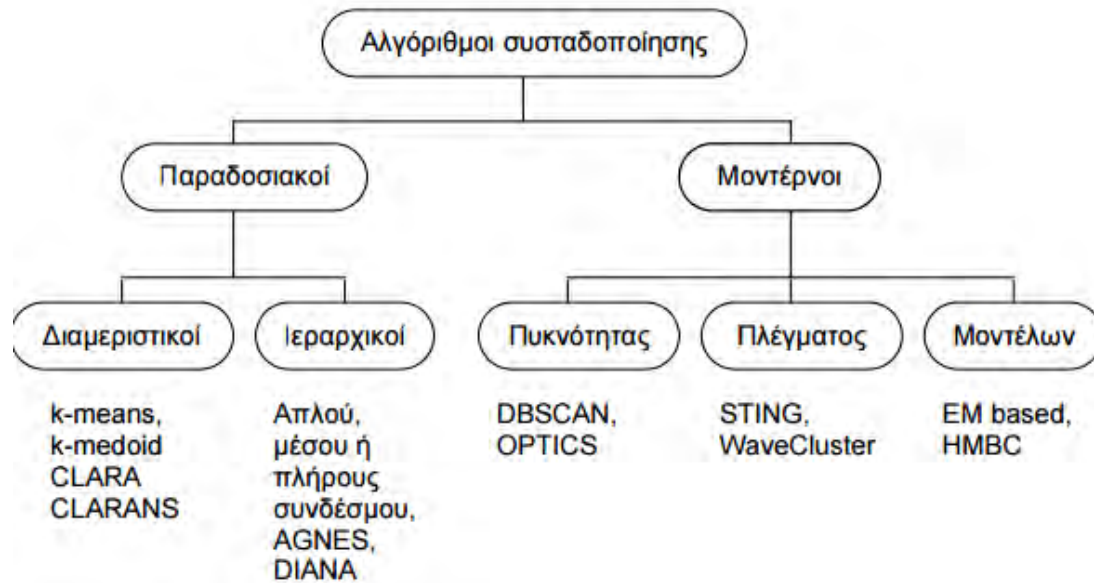 Αλγόριθμοι συσταδοποίησης
Παραδοσιακοί
Μοντέρνοι
Διαμεριστικοί
Ιεραρχικοί
Πυκνότητας
Πλέγματος
Μοντέλων
k-means,
k-medoid
CLARA
CLARANS
Απλού,
μέσου ή
πλήρους
συνδέσμου,
AGNES,
DIANA
DBSCAN,
OPTICS
STING,
WaveCluster
EM based,
HMBC